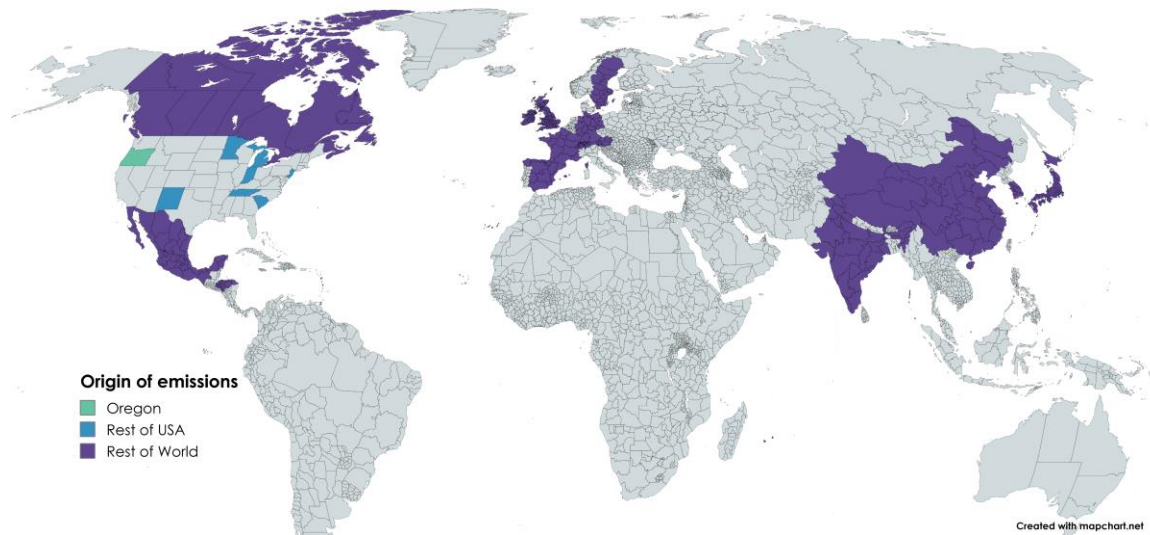 Origin of emissions
Oregon
Rest of USA
Rest of World
Created with mapchart.net